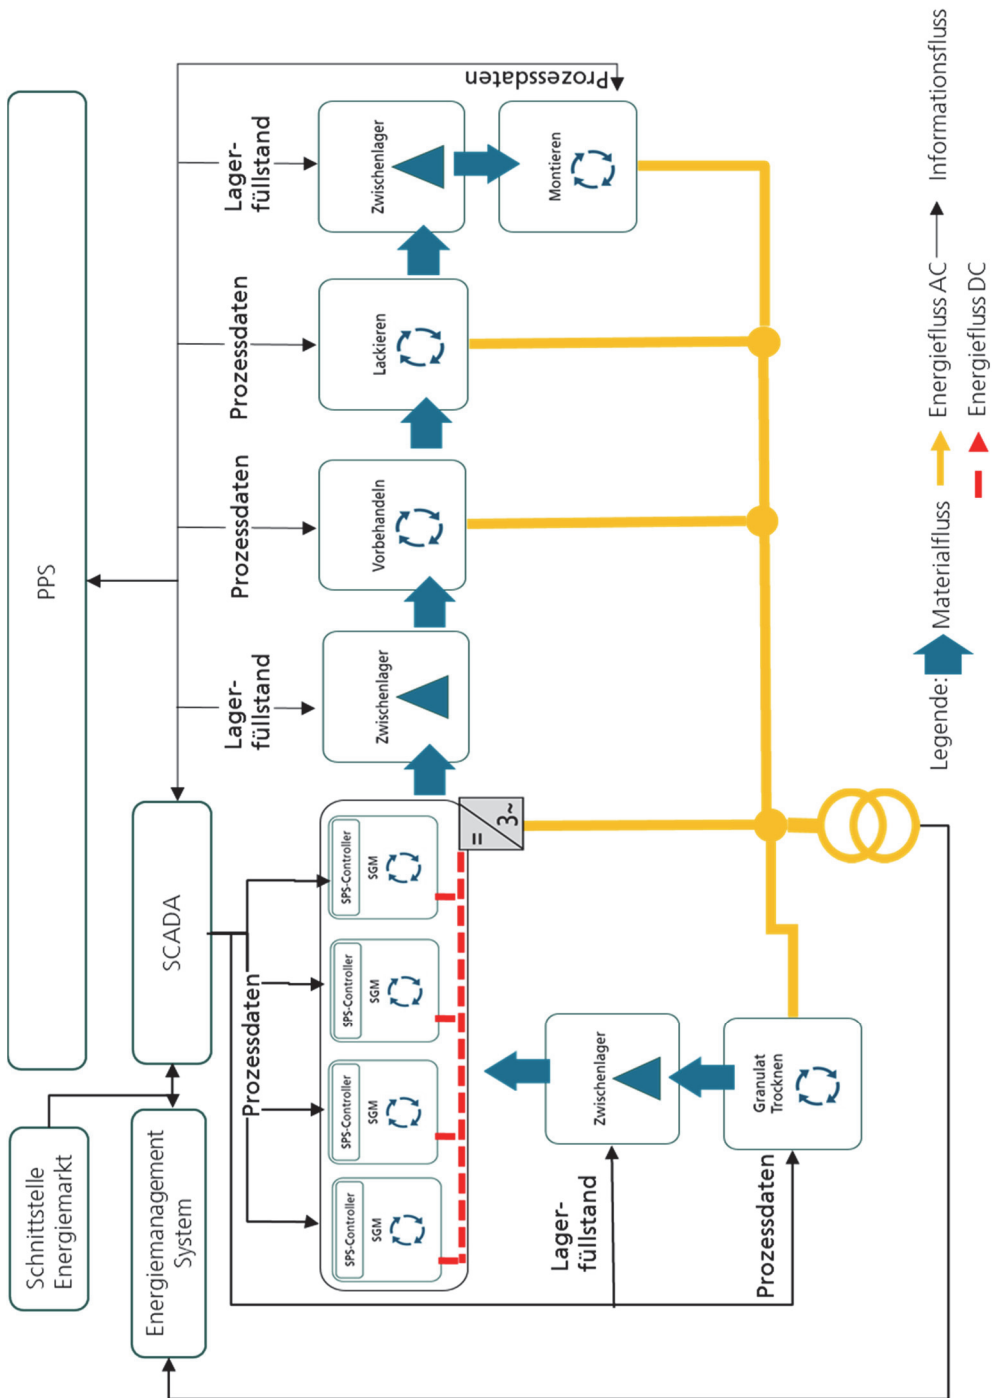 Schnittstelle
Energiemarkt
PPS
Energiemanagement
System
SCADA
Prozessdaten
Lager-
füllstand
Prozessdaten
Prozessdaten
Lager-
füllstand
Prozessdaten
SPS-Controller
SGM
SPS-Controller
SGM
SPS-Controller
SGM
SPS-Controller
SGM
=
3~
Zwischenlager
Vorbehandeln
Lackieren
Zwischenlager
Montieren
Lager-
füllstand
Zwischenlager
Prozessdaten
Granulat
Trocknen
Legende: Materialfluss Energiefluss AC Informationsfluss
Energiefluss DC